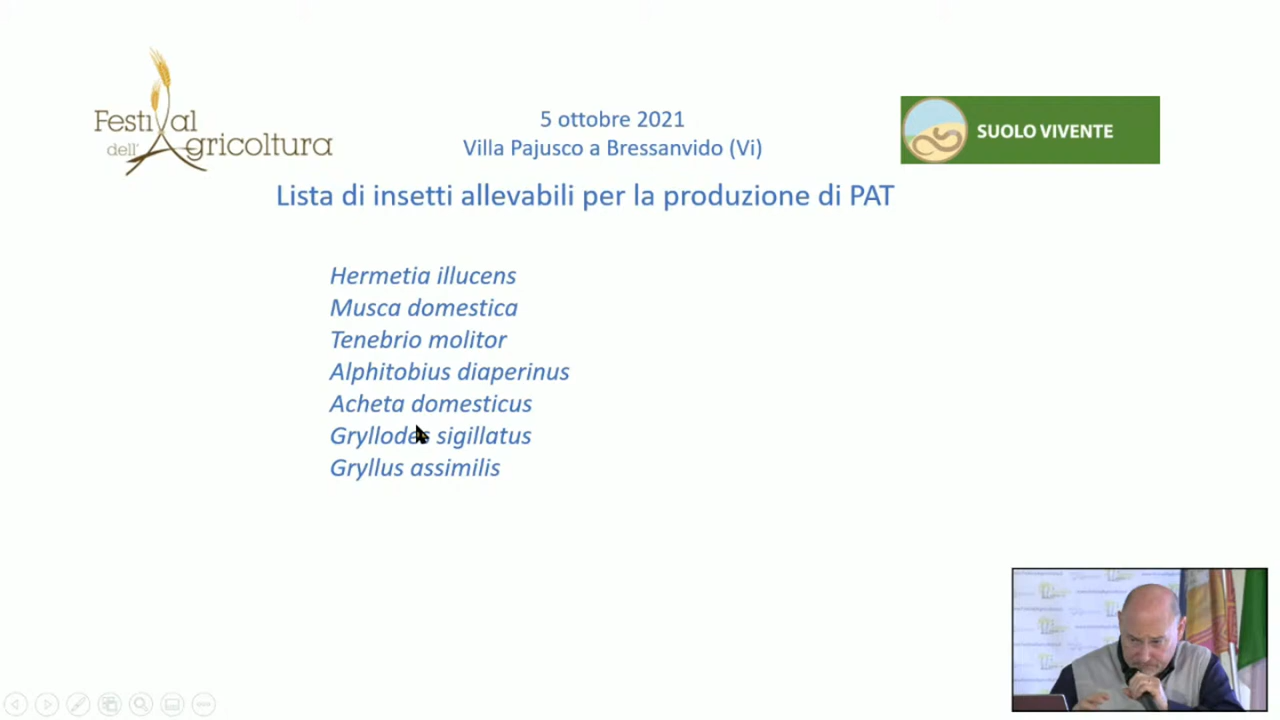 Festival
dell'Agricoltura
5 ottobre 2021
Villa Pajusco a Bressanvido (Vi)
SUOLO VIVENTE
Lista di insetti allevabili per la produzione di PAT
Hermetia illucens
Musca domestica
Tenebrio molitor
Alphitobius diaperinus
Acheta domesticus
Gryllodes sigillatus
Gryllus assimilis